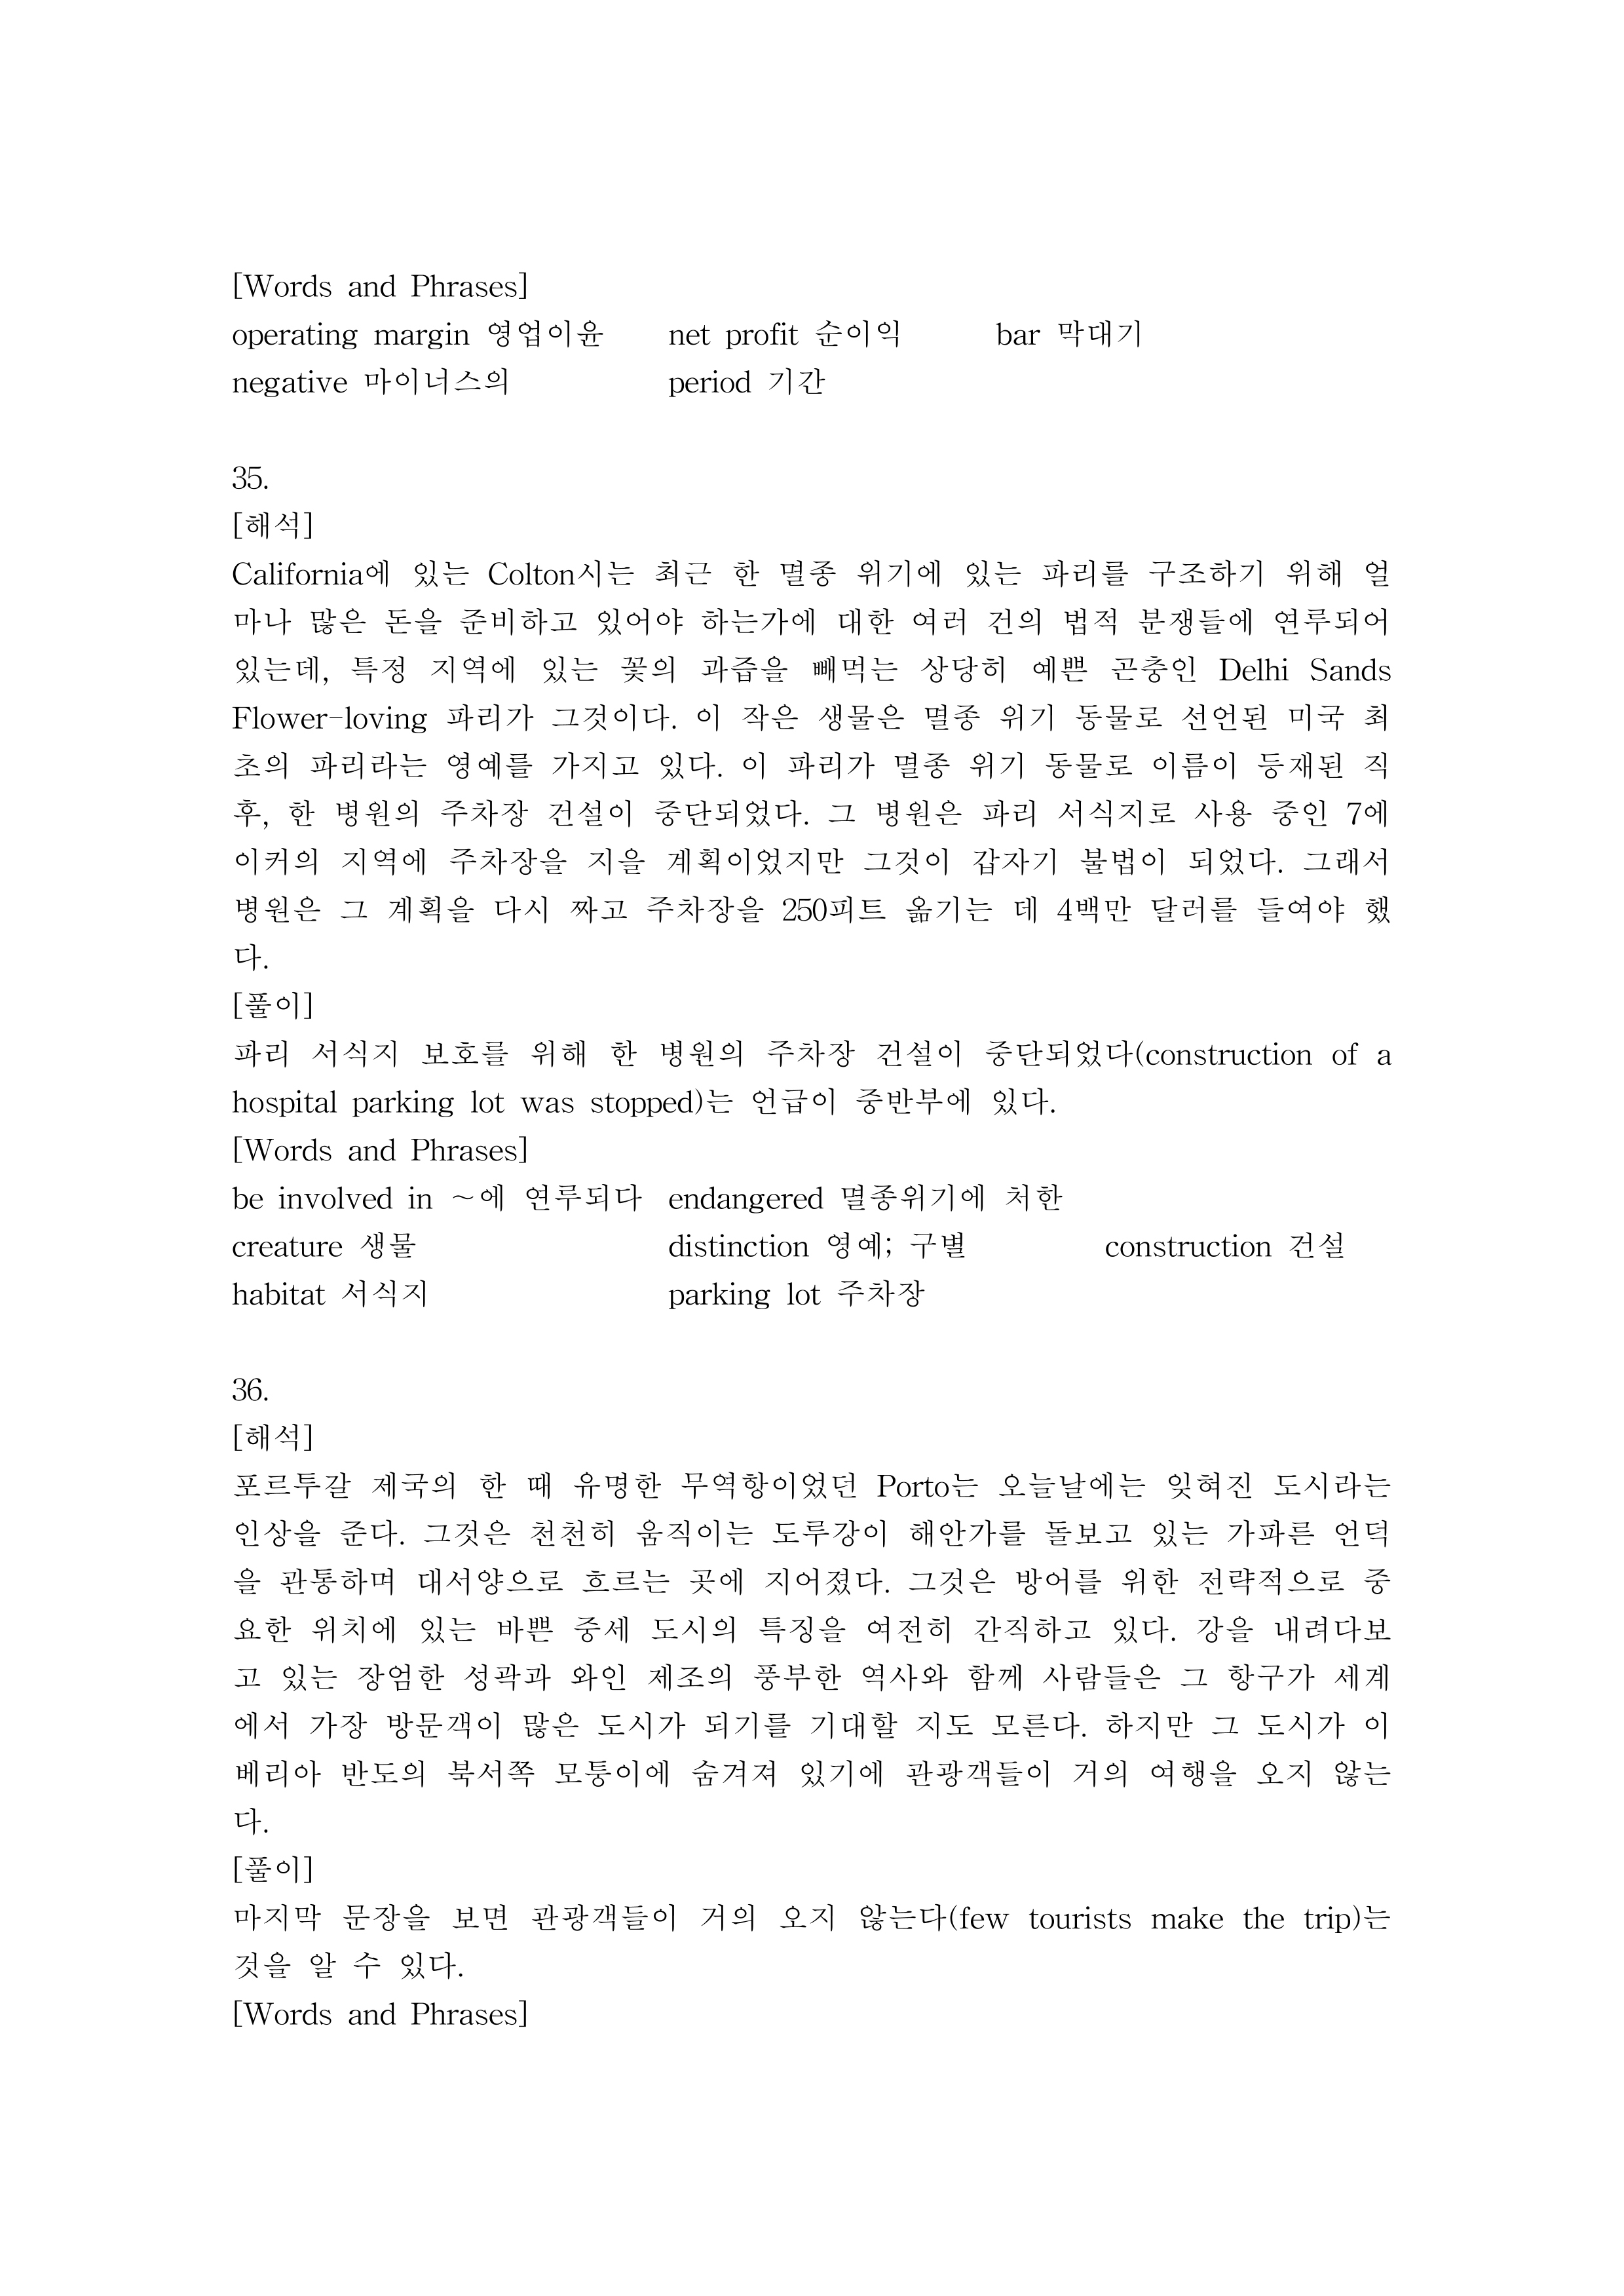 [Words and Phrases]
operating margin 영업이윤 net profit 순이익 bar 막대기
negative 마이너스의 period 기간
35.
[해석]
California에 있는 Colton시는 최근 한 멸종 위기에 있는 파리를 구조하기 위해 얼
마나 많은 돈을 준비하고 있어야 하는가에 대한 여러 건의 법적 분쟁들에 연루되어
있는데, 특정 지역에 있는 꽃의 과즙을 빼먹는 상당히 예쁜 곤충인 Delhi Sands
Flower-loving 파리가 그것이다. 이 작은 생물은 멸종 위기 동물로 선언된 미국 최
초의 파리라는 영예를 가지고 있다. 이 파리가 멸종 위기 동물로 이름이 등재된 직
후, 한 병원의 주차장 건설이 중단되었다. 그 병원은 파리 서식지로 사용 중인 7에
이커의 지역에 주차장을 지을 계획이었지만 그것이 갑자기 불법이 되었다. 그래서
병원은 그 계획을 다시 짜고 주차장을 250피트 옮기는 데 4백만 달러를 들여야 했
다.
[풀이]
파리 서식지 보호를 위해 한 병원의 주차장 건설이 중단되었다(construction of a
hospital parking lot was stopped)는 언급이 중반부에 있다.
[Words and Phrases]
be involved in ~에 연루되다 endangered 멸종위기에 처한
creature 생물 distinction 영예; 구별 construction 건설
habitat 서식지 parking lot 주차장
36.
[해석]
포르투갈 제국의 한 때 유명한 무역항이었던 Porto는 오늘날에는 잊혀진 도시라는
인상을 준다. 그것은 천천히 움직이는 도루강이 해안가를 돌보고 있는 가파른 언덕
을 관통하며 대서양으로 흐르는 곳에 지어졌다. 그것은 방어를 위한 전략적으로 중
요한 위치에 있는 바쁜 중세 도시의 특징을 여전히 간직하고 있다. 강을 내려다보
고 있는 장엄한 성곽과 와인 제조의 풍부한 역사와 함께 사람들은 그 항구가 세계
에서 가장 방문객이 많은 도시가 되기를 기대할 지도 모른다. 하지만 그 도시가 이
베리아 반도의 북서쪽 모퉁이에 숨겨져 있기에 관광객들이 거의 여행을 오지 않는
다.
[풀이]
마지막 문장을 보면 관광객들이 거의 오지 않는다(few tourists make the trip)는
것을 알 수 있다.
[Words and Phrases]